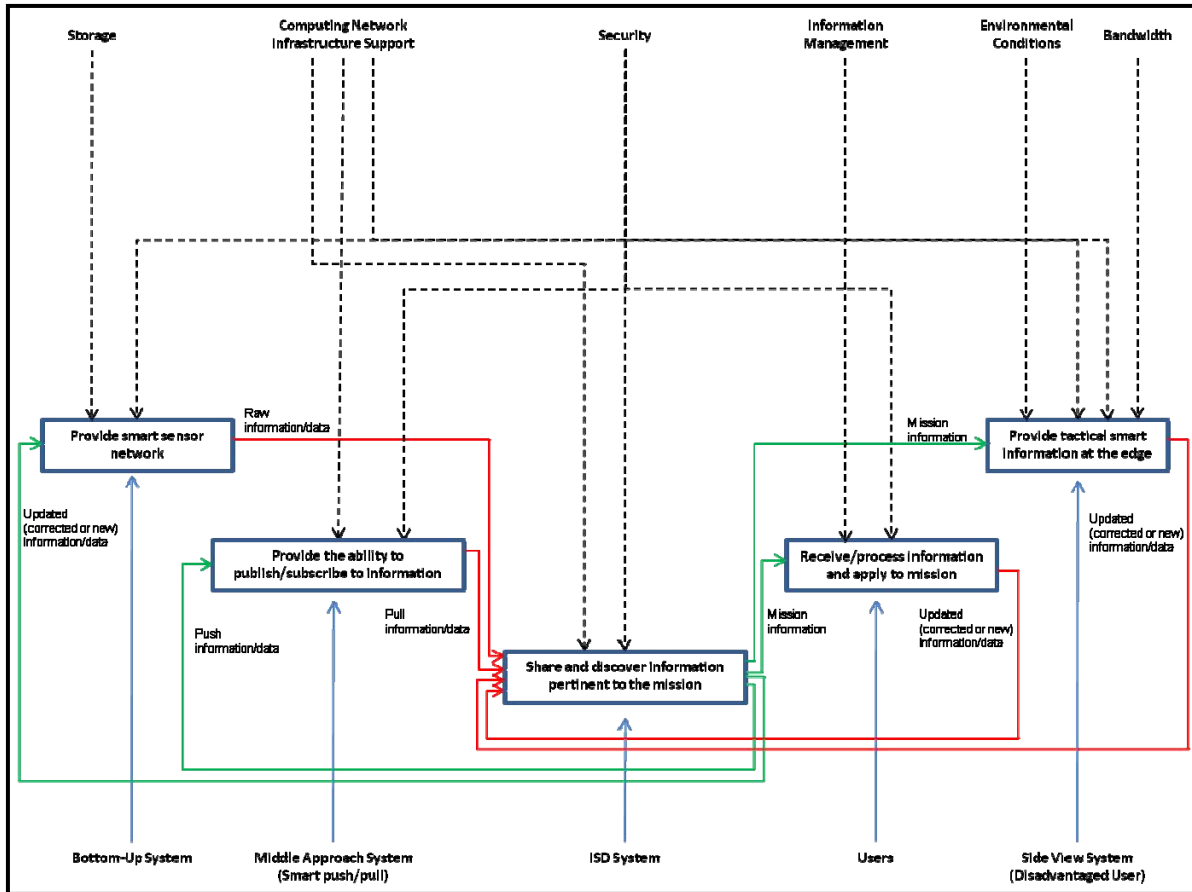 Storage
Computing Network
Infrastructure Support
Security
Information
Management
Environmental
Conditions
Bandwidth
Provide smart sensor
network
Raw
information/data
Mission
information
Provide tactical smart
information at the edge
Updated
(corrected or new)
information/data
Updated
(corrected or new)
information/data
Provide the ability to
publish/subscribe to information
Receive/process information
and apply to mission
Push
information/data
Pull
information/data
Mission
information
Updated
(corrected or new)
information/data
Share and discover information
pertinent to the mission
Bottom-Up System
Middle Approach System
(Smart push/pull)
ISD System
Users
Side View System
(Disadvantaged User)